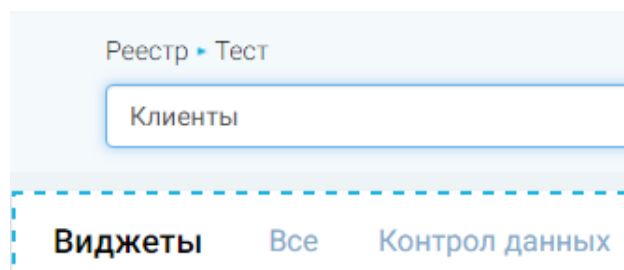 Реестр ▸ Тест
Клиенты
Виджеты Все Контрол данных